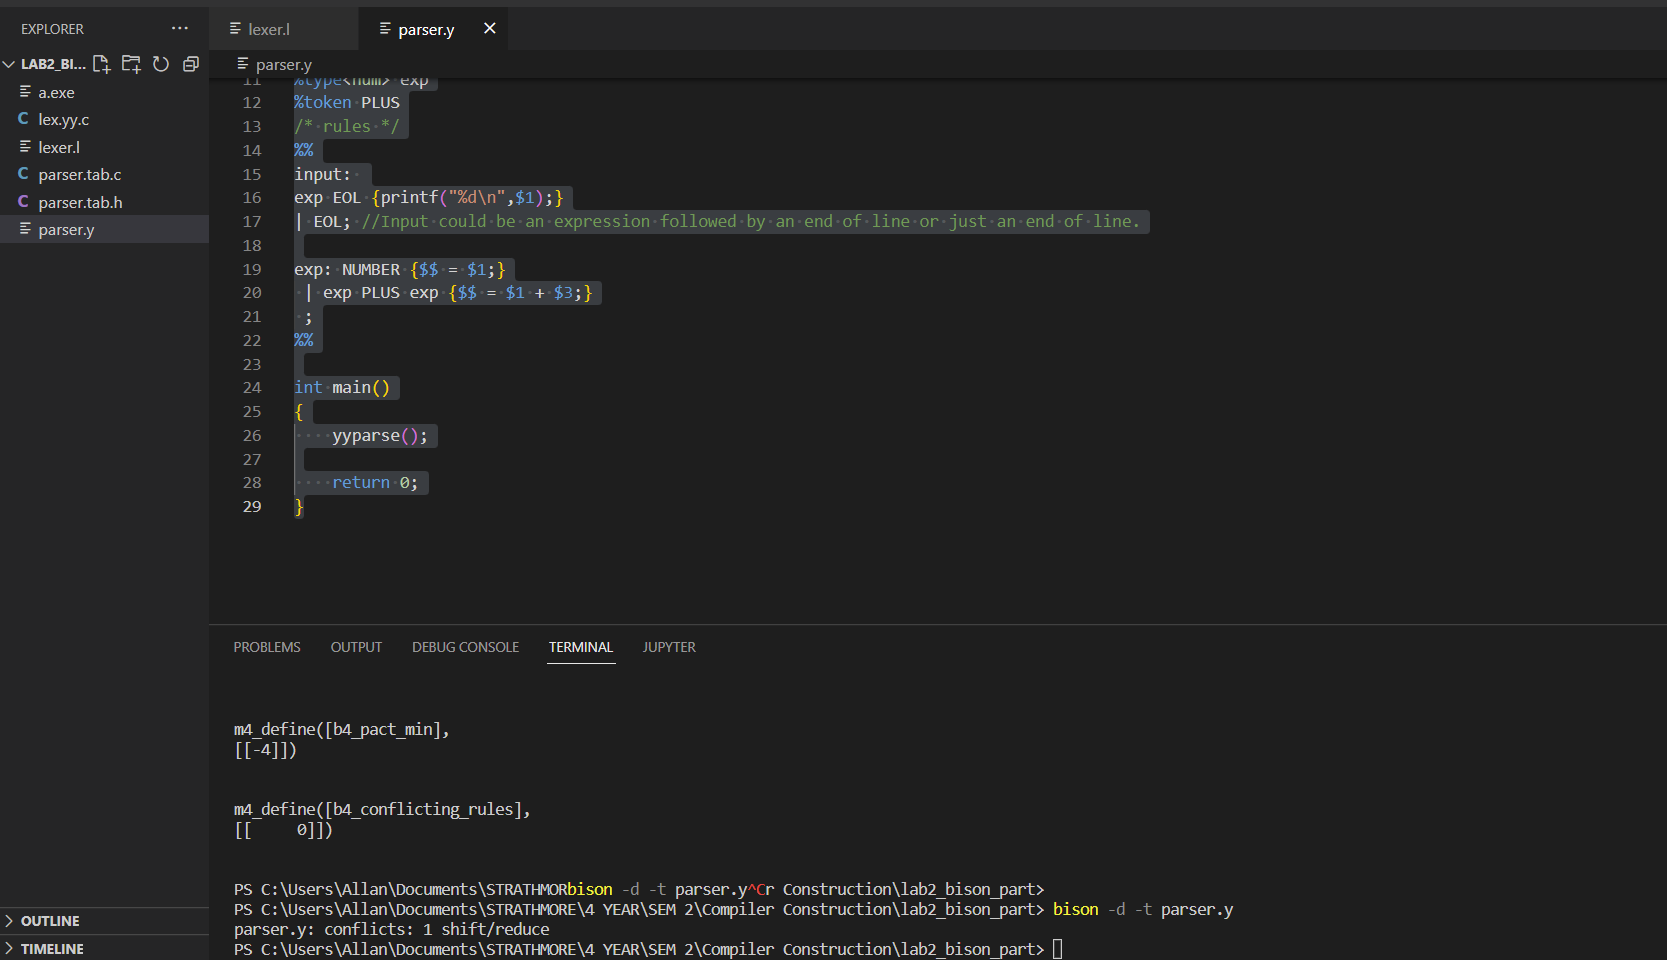 EXPLORER ...
LAB2_BI...
a.exe
C lex.yy.c
lexer.l
C parser.tab.c
C parser.tab.h
parser.y
OUTLINE
TIMELINE
lexer.l parser.y
parser.y
11 %type<num> exp
12 %token PLUS
13 /* rules */
14 %%
15 input:
16 exp EOL {printf("%d\n",$1);}
17 | EOL; //Input could be an expression followed by an end of line or just an end of line.
18
19 exp: NUMBER {$$ = $1;}
20 | exp PLUS exp {$$ = $1 + $3;}
21 ;
22 %%
23
24 int main()
25 {
26 yyparse();
27
28 return 0;
29 }
PROBLEMS OUTPUT DEBUG CONSOLE TERMINAL JUPYTER
m4_define([b4_pact_min],
[[-4]])
m4_define([b4_conflicting_rules],
[[ 0]])
PS C:\Users\Allan\Documents\STRATHMORbison -d -t parser.y^Cr Construction\lab2_bison_part>
PS C:\Users\Allan\Documents\STRATHMORE\4 YEAR\SEM 2\Compiler Construction\lab2_bison_part> bison -d -t parser.y
parser.y: conflicts: 1 shift/reduce
PS C:\Users\Allan\Documents\STRATHMORE\4 YEAR\SEM 2\Compiler Construction\lab2_bison_part>